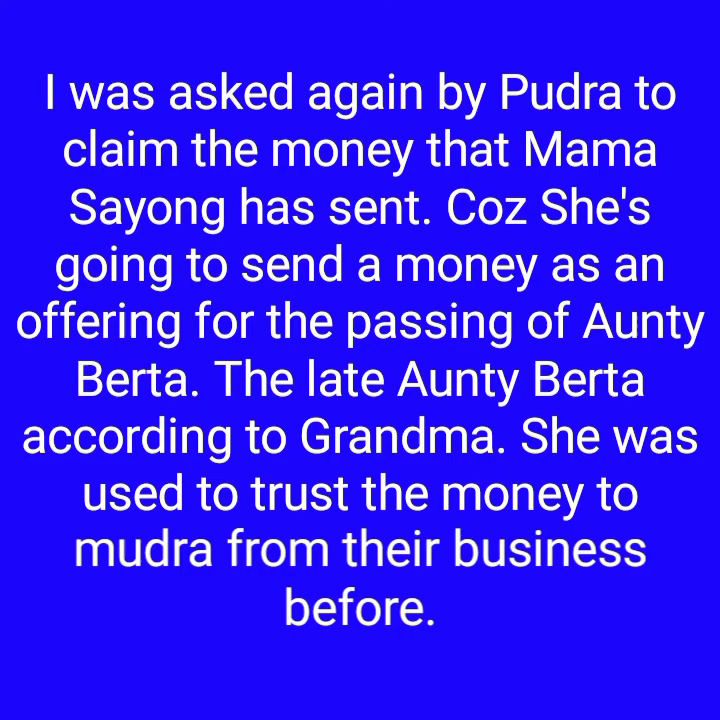 I was asked again by Pudra to
claim the money that Mama
Sayong has sent. Coz She's
going to send a money as an
offering for the passing of Aunty
Berta. The late Aunty Berta
according to Grandma. She was
used to trust the money to
mudra from their business
before.